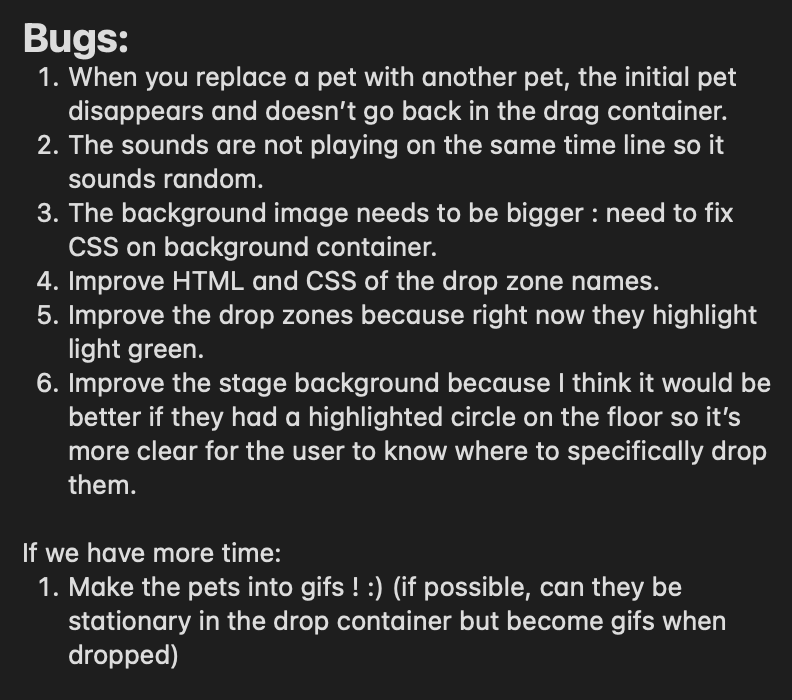 Bugs:
1. When you replace a pet with another pet, the initial pet
disappears and doesn’t go back in the drag container.
2. The sounds are not playing on the same time line so it
sounds random.
3. The background image needs to be bigger : need to fix
CSS on background container.
4. Improve HTML and CSS of the drop zone names.
5. Improve the drop zones because right now they highlight
light green.
6. Improve the stage background because I think it would be
better if they had a highlighted circle on the floor so it’s
more clear for the user to know where to specifically drop
them.
If we have more time:
1. Make the pets into gifs ! :) (if possible, can they be
stationary in the drop container but become gifs when
dropped)